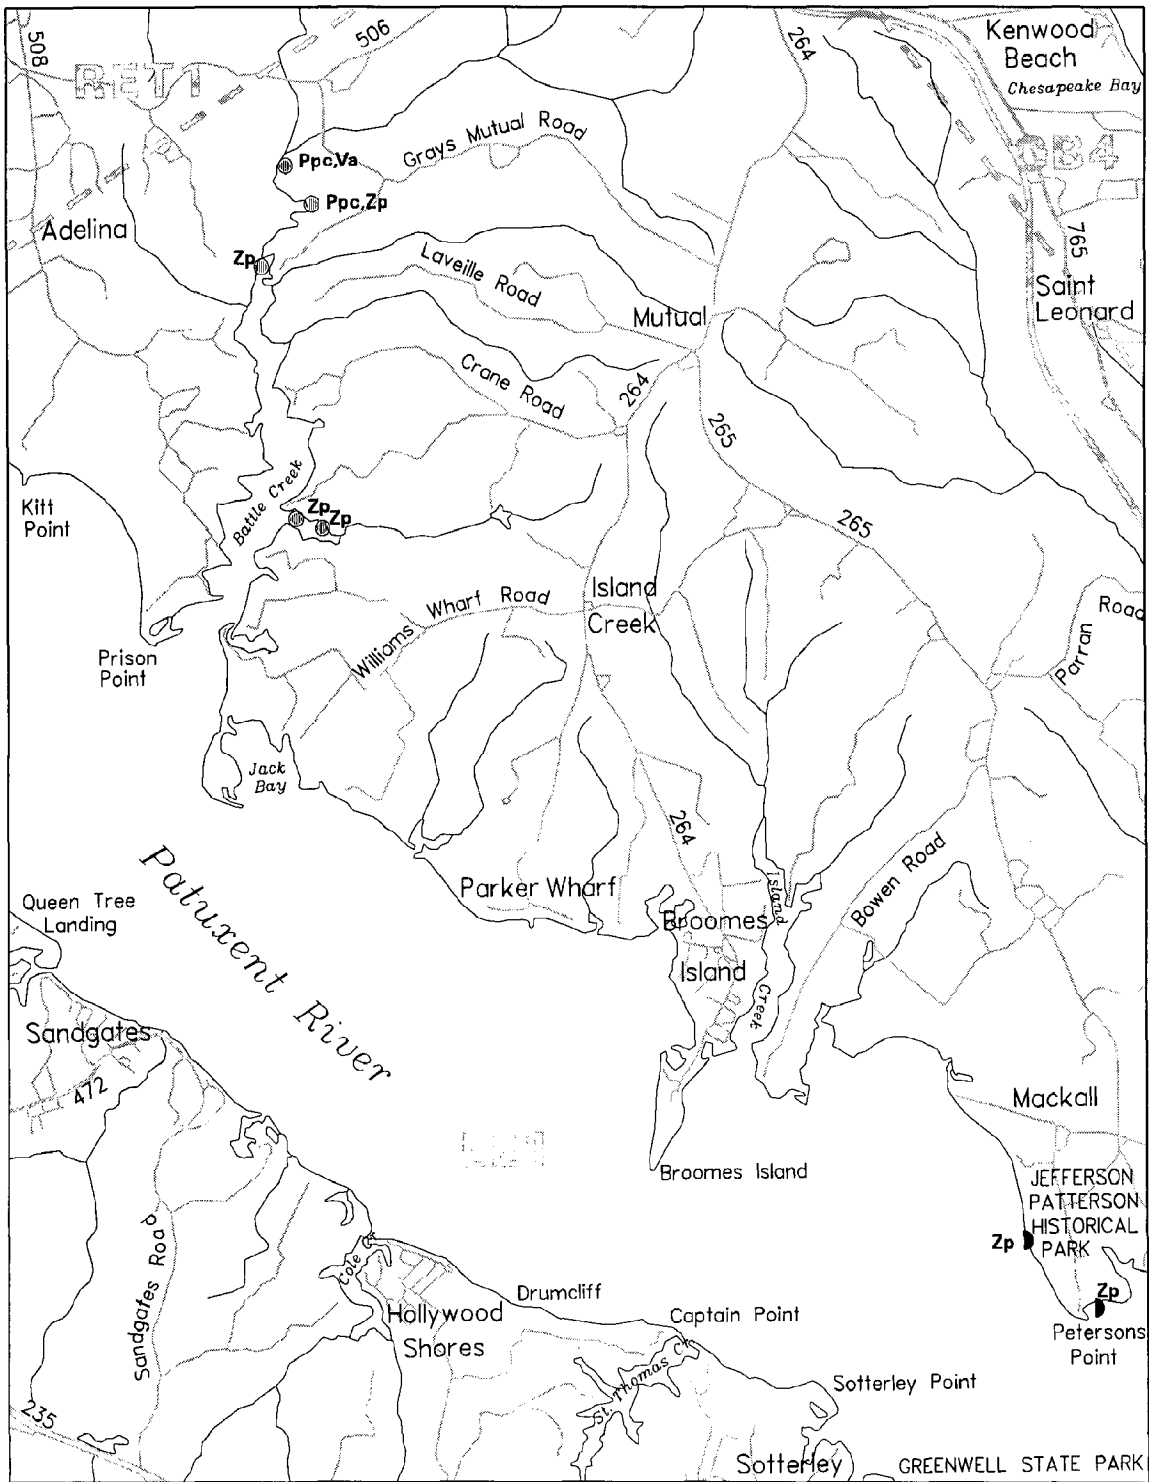 508
506
264
Kenwood
Beach
Chesapeake Bay
RET1
CB4
Grays Mutual Road
Ppc,Va
Ppc,Zp
Adelina
765
Zp
Laveille Road
Saint
Leonard
Mutual
Crane Road
264
265
Kitt
Point
Battle Creek
Zp
Zp
265
Island
Creek
Williams Wharf Road
Road
Parran
Prison
Point
Jack
Bay
264
Patuxent River
Queen Tree
Landing
Parker Wharf
Island
Creek
Bowen Road
Broomes
Island
Sandgates
472
Mackall
Broomes Island
JEFFERSON
PATTERSON
HISTORICAL
PARK
Zp
Sandgates Road
Cole Cr.
Zp
Drumcliff
Hollywood
Shores
Captain Point
Petersons
Point
St. Thomas Cr.
Sotterley Point
235
Sotterley
GREENWELL STATE PARK